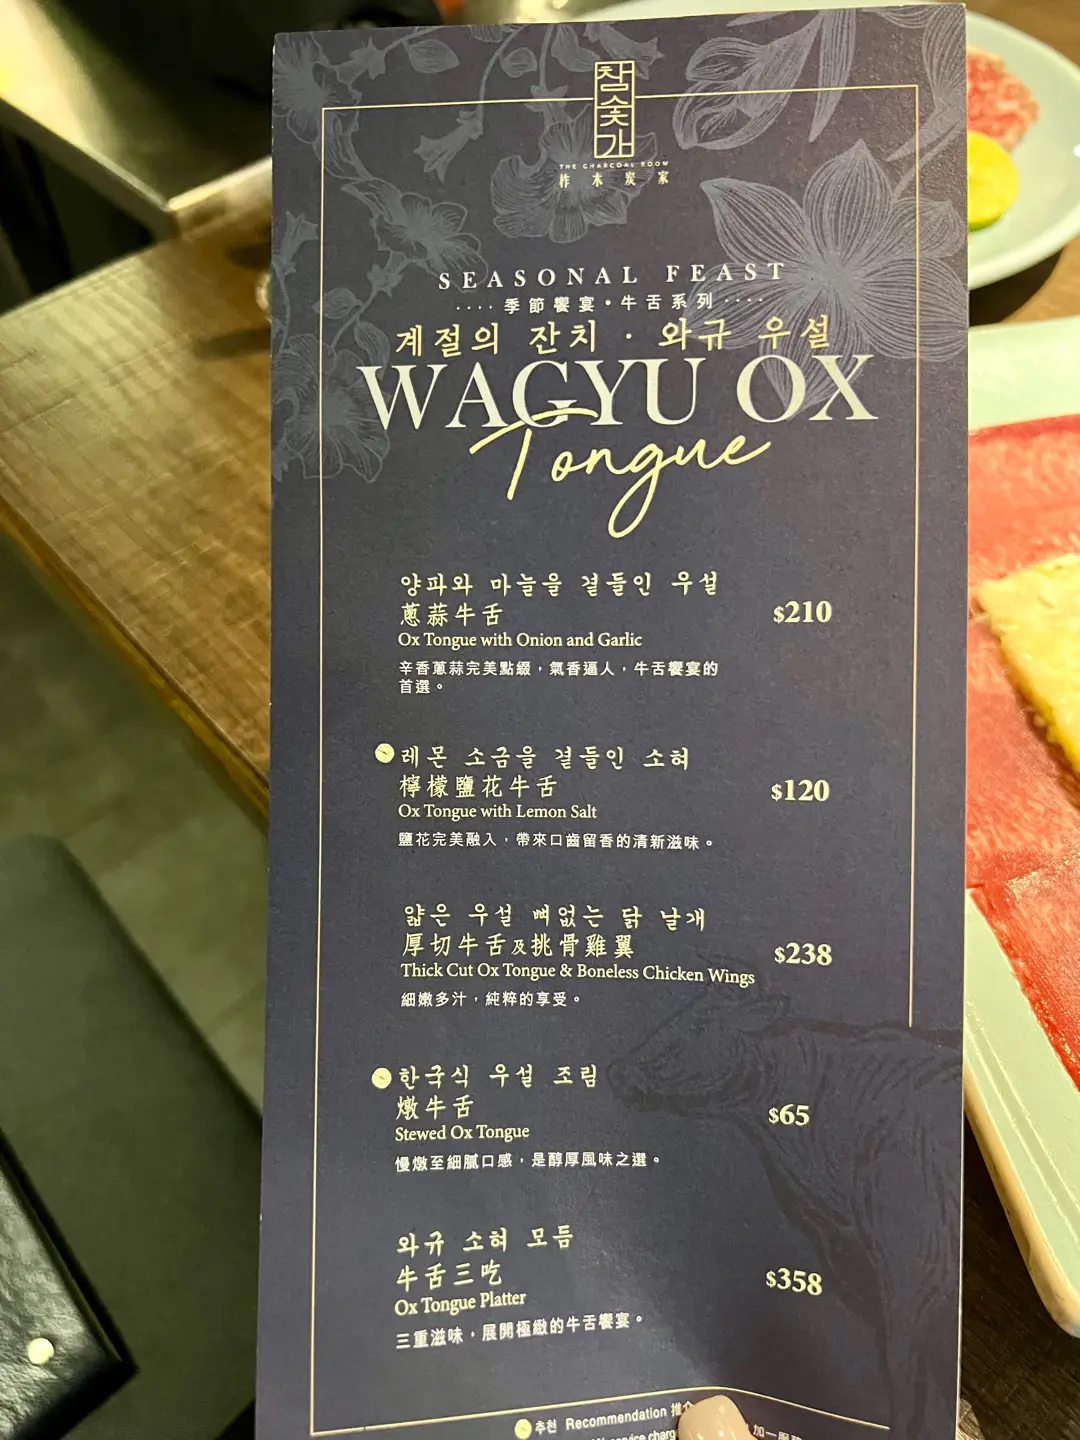 참숯가
THE CHARCOAL ROOM
柞木炭家
SEASONAL FEAST
····季節饗宴•牛舌系列····
계절의 잔치 · 와규 우설
WAGYU OX
Tongue
양파와 마늘을 곁들인 우설
蔥蒜牛舌
$210
Ox Tongue with Onion and Garlic
辛香蔥蒜完美點綴，氣香逼人，牛舌饗宴的
首選。
레몬 소금을 곁들인 소혀
檸檬鹽花牛舌
$120
Ox Tongue with Lemon Salt
鹽花完美融入，帶來口齒留香的清新滋味。
얇은 우설 뼈없는 닭 날개
厚切牛舌及挑骨雞翼
$238
Thick Cut Ox Tongue & Boneless Chicken Wings
細嫩多汁，純粹的享受。
한국식 우설 조림
燉牛舌
$65
Stewed Ox Tongue
慢燉至細膩口感，是醇厚風味之選。
와규 소혀 모듬
牛舌三吃
$358
Ox Tongue Platter
三重滋味，展開極緻的牛舌饗宴。
추천 Recommendation 推介
service charg 加一服務